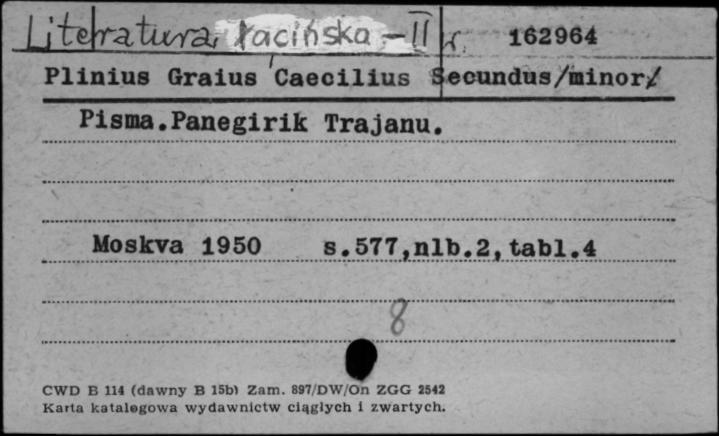 Literatura łacińska – II w. 162964
Plinius Graius Caecilius Secundus/minor/
Pisma.Panegirik Trajanu.
Moskva 1950 s.577,nlb.2,tabl.4
8
CWD B 114 (dawny B 15b) Zam. 897/DW/On ZGG 2542
Karta katalogowa wydawnictw ciągłych i zwartych.